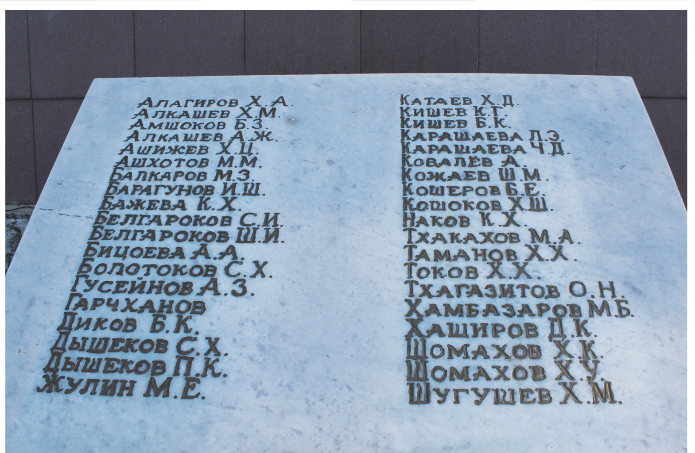 Алагиров Х.А.
Алкашев Х.М.
Амшоков Б.З.
Алкашев А.Ж.
Ашижев Х.Ц.
Ашхотов М.М.
Балкаров М.З.
Барагунов И.Ш.
Бажева К.Х.
Белгароков С.И.
Белгароков Ш.И.
Бицоева А.А.
Болотоков С.Х.
Гусейнов А.З.
Гарчханов
Диков Б.К.
Дышеков С.Х.
Дышеков П.К.
Жулин М.Е.
Катаев Х.Д.
Кишев К.Г.
Кишев Б.К.
Карашаева Л.Э.
Карашаева Ч.Д.
Ковалёв А.
Кожаев Ш.М.
Кошеров Б.Е.
Кошоков Х.Ш.
Наков К.Х.
Тхакахов М.А.
Таманов Х.Х.
Токов Х.Х.
Тхагазитов О.Н.
Хамбазаров М.Б.
Хаширов Д.К.
Шомахов Х.К.
Шомахов Х.У.
Шугушев Х.М.